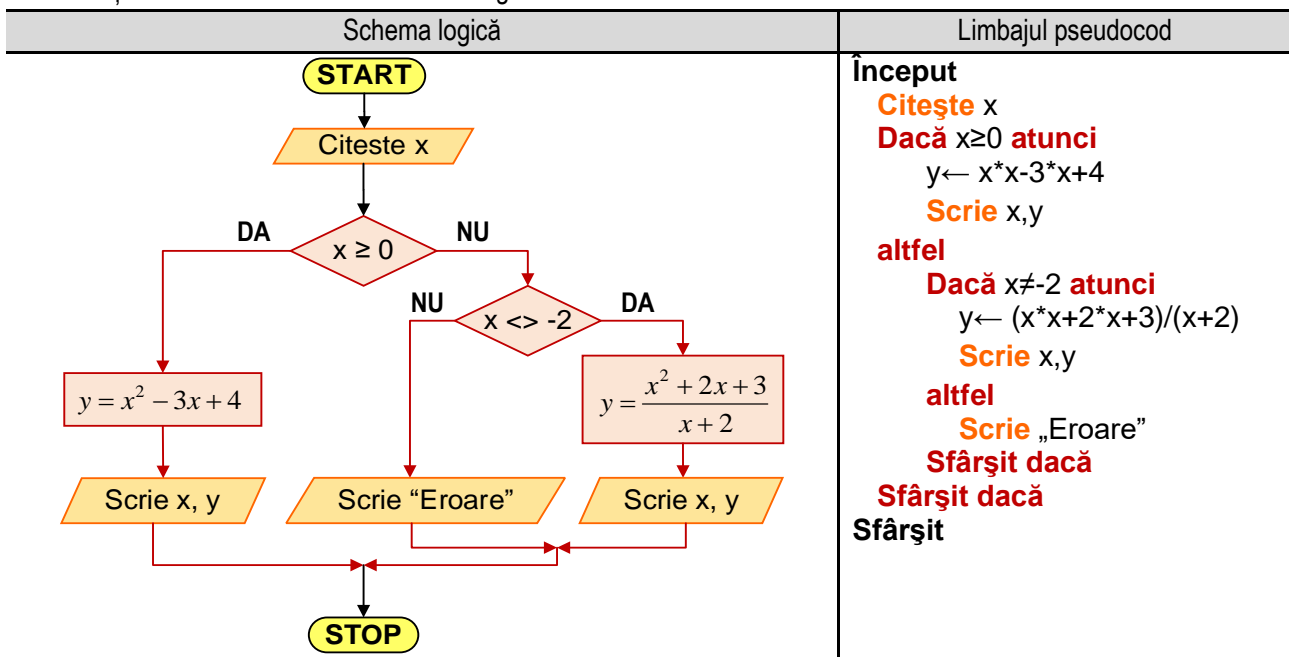 Schema logică
Limbajul pseudocod
START
Citeste x
DA
x ≥ 0
NU
NU
x <> -2
DA
y = x² − 3x + 4
y = (x² + 2x + 3)/(x + 2)
Scrie x, y
Scrie “Eroare”
Scrie x, y
STOP
Început
Citeşte x
Dacă x≥0 atunci
y← x*x-3*x+4
Scrie x,y
altfel
Dacă x≠-2 atunci
y← (x*x+2*x+3)/(x+2)
Scrie x,y
altfel
Scrie „Eroare”
Sfârşit dacă
Sfârşit dacă
Sfârşit